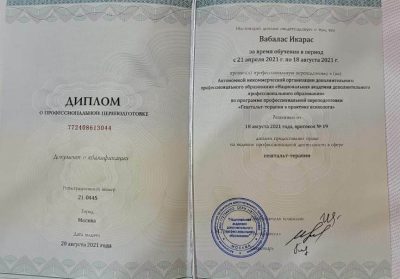 ДИПЛОМ
О ПРОФЕССИОНАЛЬНОЙ ПЕРЕПОДГОТОВКЕ
772408613044
Документ о квалификации
Регистрационный номер
21-0445
Город
Москва
Дата выдачи
20 августа 2021 года
Настоящий диплом свидетельствует о том, что
Вабалас Икарас
за время обучения в период
с 21 апреля 2021 г. по 18 августа 2021 г.
прошел(а) профессиональную переподготовку в (на)
Автономной некоммерческой организации дополнительного
профессионального образования «Национальная академия дополнительного
профессионального образования»
по программе профессиональной переподготовки
«Гештальт-терапия в практике психолога»
Решением от
18 августа 2021 года, протокол № 19
диплом предоставляет право
на ведение профессиональной деятельности в сфере
гештальт-терапии
МОСКВА